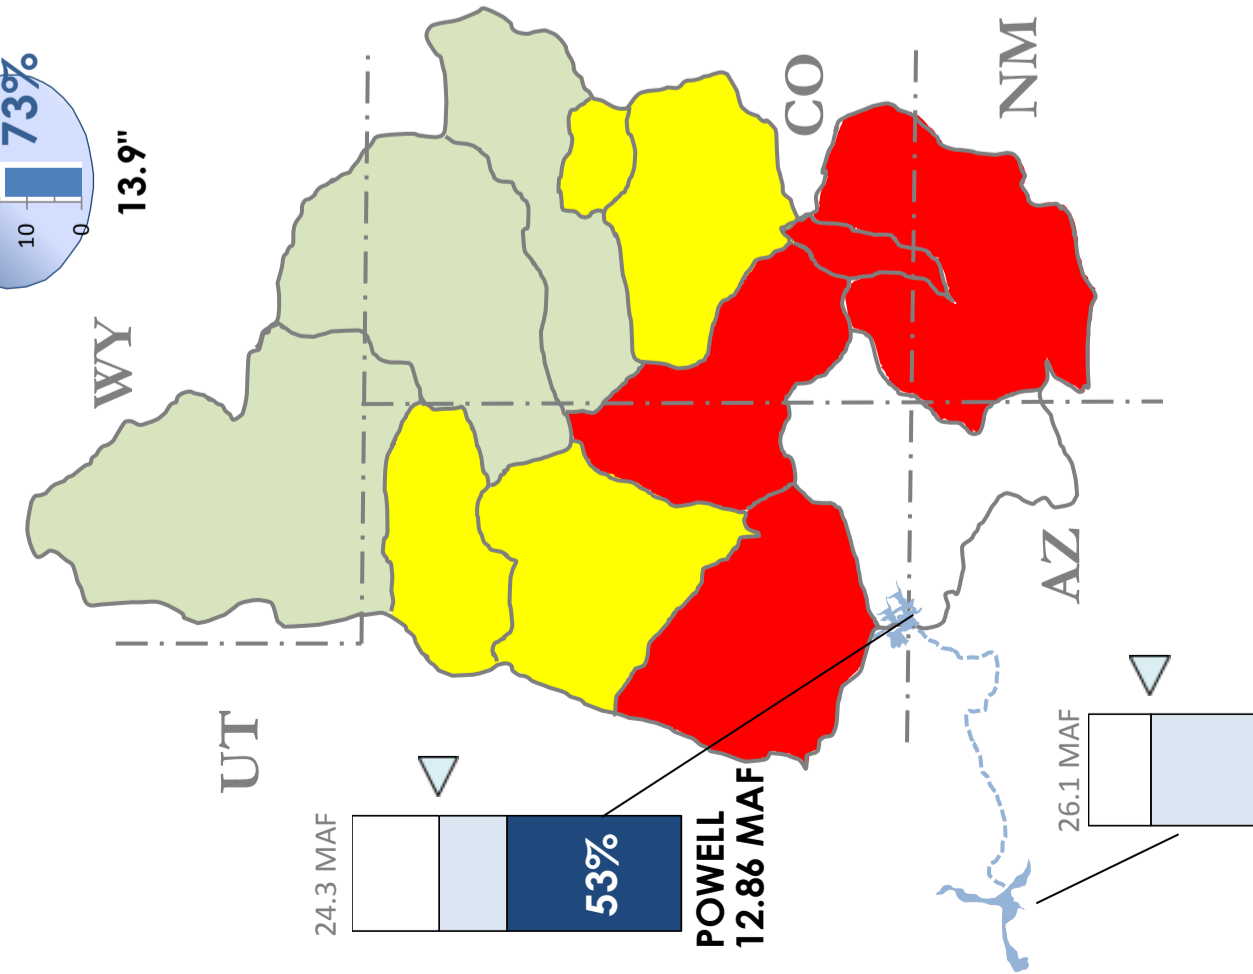 73%
10
0
13.9"
WY
CO
NM
UT
AZ
24.3 MAF
53%
POWELL
12.86 MAF
26.1 MAF